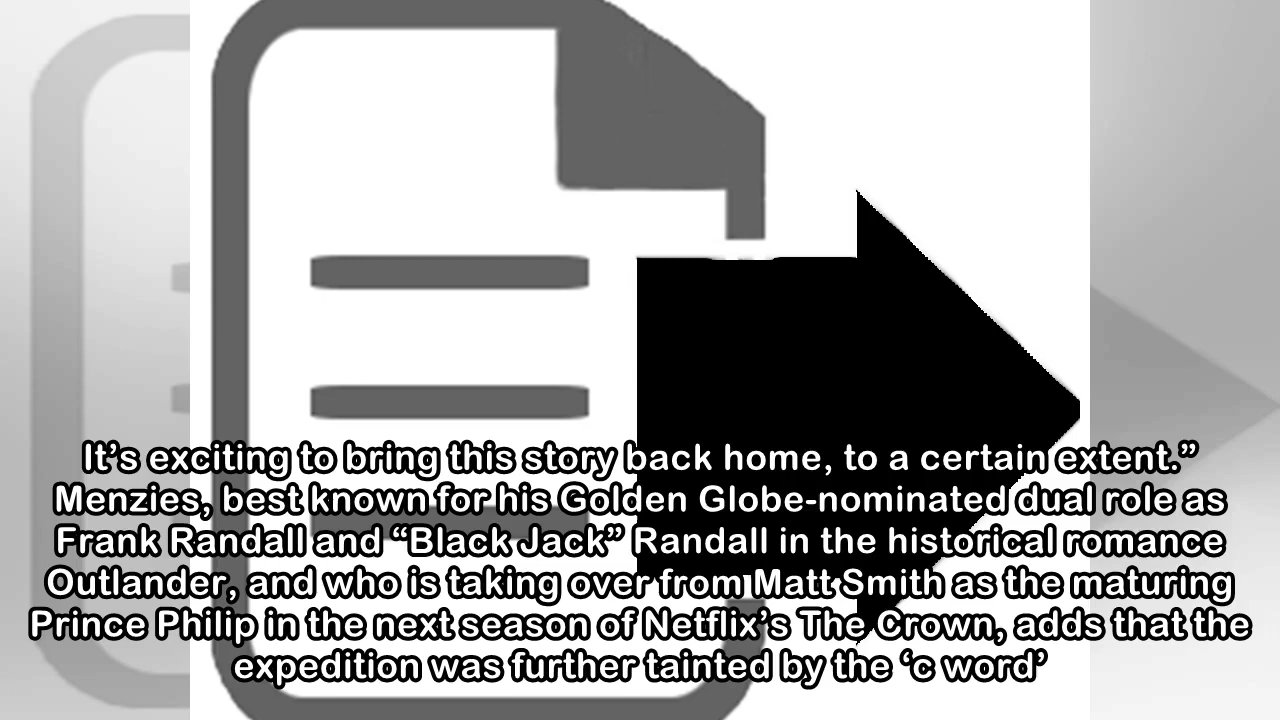 It’s exciting to bring this story back home, to a certain extent.”
Menzies, best known for his Golden Globe-nominated dual role as
Frank Randall and “Black Jack” Randall in the historical romance
Outlander, and who is taking over from Matt Smith as the maturing
Prince Philip in the next season of Netflix’s The Crown, adds that the
expedition was further tainted by the ‘c word’